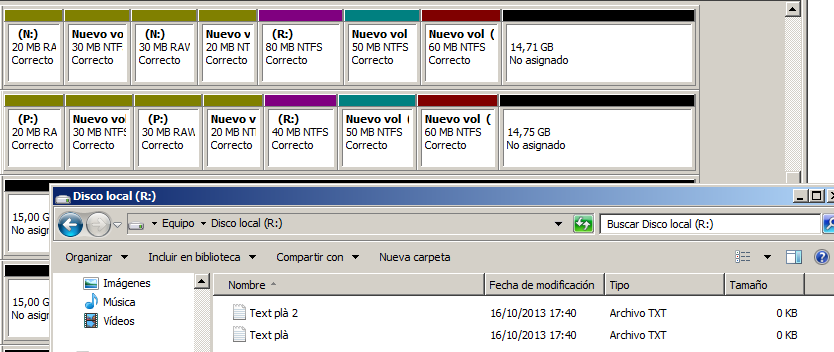 (N:) Nuevo vo (N:) Nuevo v (R:) Nuevo vol ( Nuevo vol (
20 MB RA 30 MB NTF 30 MB RAV 20 MB NT 80 MB NTFS 50 MB NTFS 60 MB NTFS 14,71 GB
Correcto Correcto Correcto Correcto Correcto Correcto Correcto No asignado
(P:) Nuevo vo (P:) Nuevo v (R:) Nuevo vol ( Nuevo vol (
20 MB RA 30 MB NTFS 30 MB RAW 20 MB NT 40 MB NTFS 50 MB NTFS 60 MB NTFS 14,75 GB
Correcto Correcto Correcto Correcto Correcto Correcto Correcto No asignado
Disco local (R:)
15,00 G
No asign
Equipo Disco local (R:) Buscar Disco local (R:)
Organizar Incluir en biblioteca Compartir con Nueva carpeta
Imágenes
Música
Vídeos
Nombre Fecha de modificación Tipo Tamaño
Text plà 2 16/10/2013 17:40 Archivo TXT 0 KB
Text plà 16/10/2013 17:40 Archivo TXT 0 KB
15,00 G
No asign